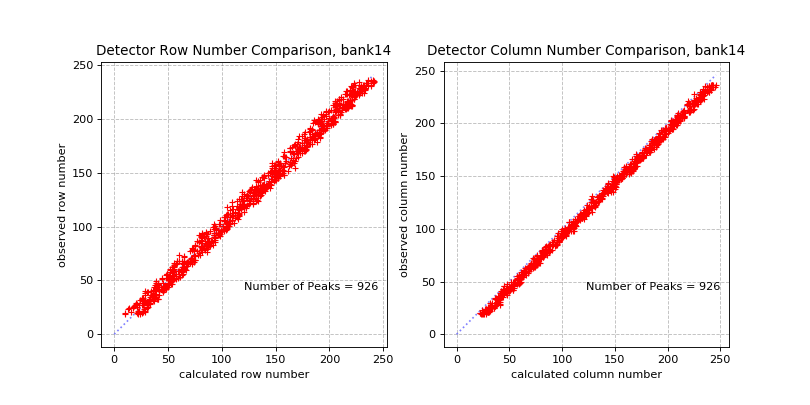 Detector Row Number Comparison, bank14
250
200
150
100
50
0
observed row number
Number of Peaks = 926
0 50 100 150 200 250
calculated row number
Detector Column Number Comparison, bank14
250
200
150
100
50
0
observed column number
Number of Peaks = 926
0 50 100 150 200 250
calculated column number